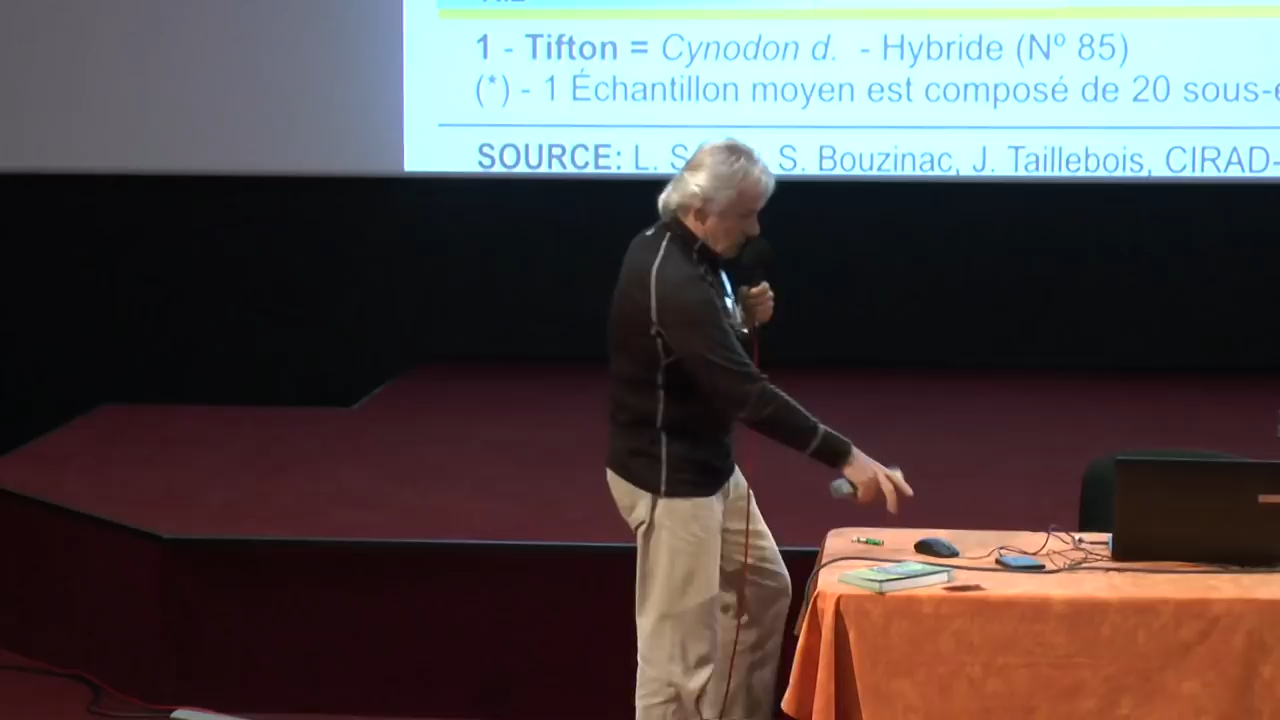 1 - Tifton = Cynodon d. - Hybride (Nº 85)
(*) - 1 Échantillon moyen est composé de 20 sous-
SOURCE: L. S. Bouzinac, J. Taillebois, CIRAD-